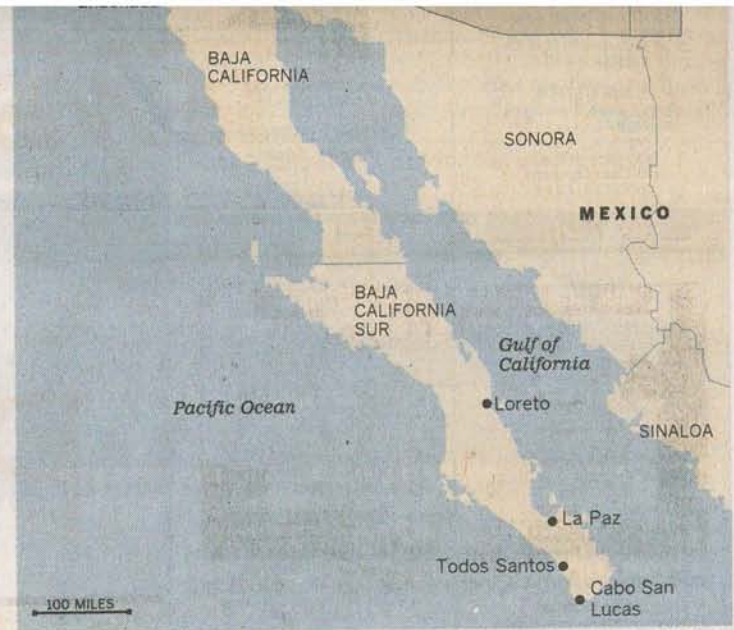 BAJA
CALIFORNIA
SONORA
MEXICO
BAJA
CALIFORNIA
SUR
Gulf of
California
Pacific Ocean
Loreto
SINALOA
La Paz
Todos Santos
Cabo San
Lucas
100 MILES